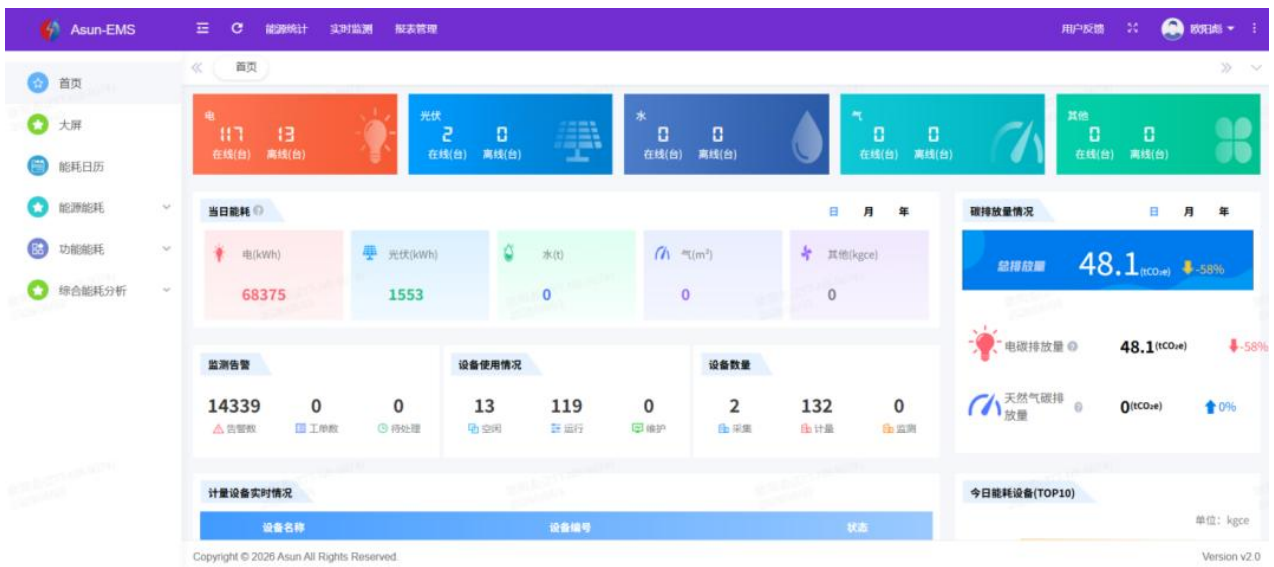 Asun-EMS 能源统计 实时监测 报表管理 用户反馈 欧阳彪
首页
大屏
能耗日历
能源能耗
功能能耗
综合能耗分析
首页
电
117 13
在线(台) 离线(台)
光伏
2 0
在线(台) 离线(台)
水
0 0
在线(台) 离线(台)
气
0 0
在线(台) 离线(台)
其他
0 0
在线(台) 离线(台)
当日能耗 日 月 年
电(kWh)
68375
光伏(kWh)
1553
水(t)
0
气(m³)
0
其他(kgce)
0
碳排放量情况 日 月 年
总排放量 48.1(tCO₂e) -58%
电碳排放量 48.1(tCO₂e) -58%
天然气碳排
放量 0(tCO₂e) 0%
监测告警
14339 0 0
告警数 工单数 待处理
设备使用情况
13 119 0
空闲 运行 维护
设备数量
2 132 0
采集 计量 监测
计量设备实时情况
设备名称 设备编号 状态
今日能耗设备(TOP10)
单位：kgce
Copyright © 2026 Asun All Rights Reserved. Version v2.0